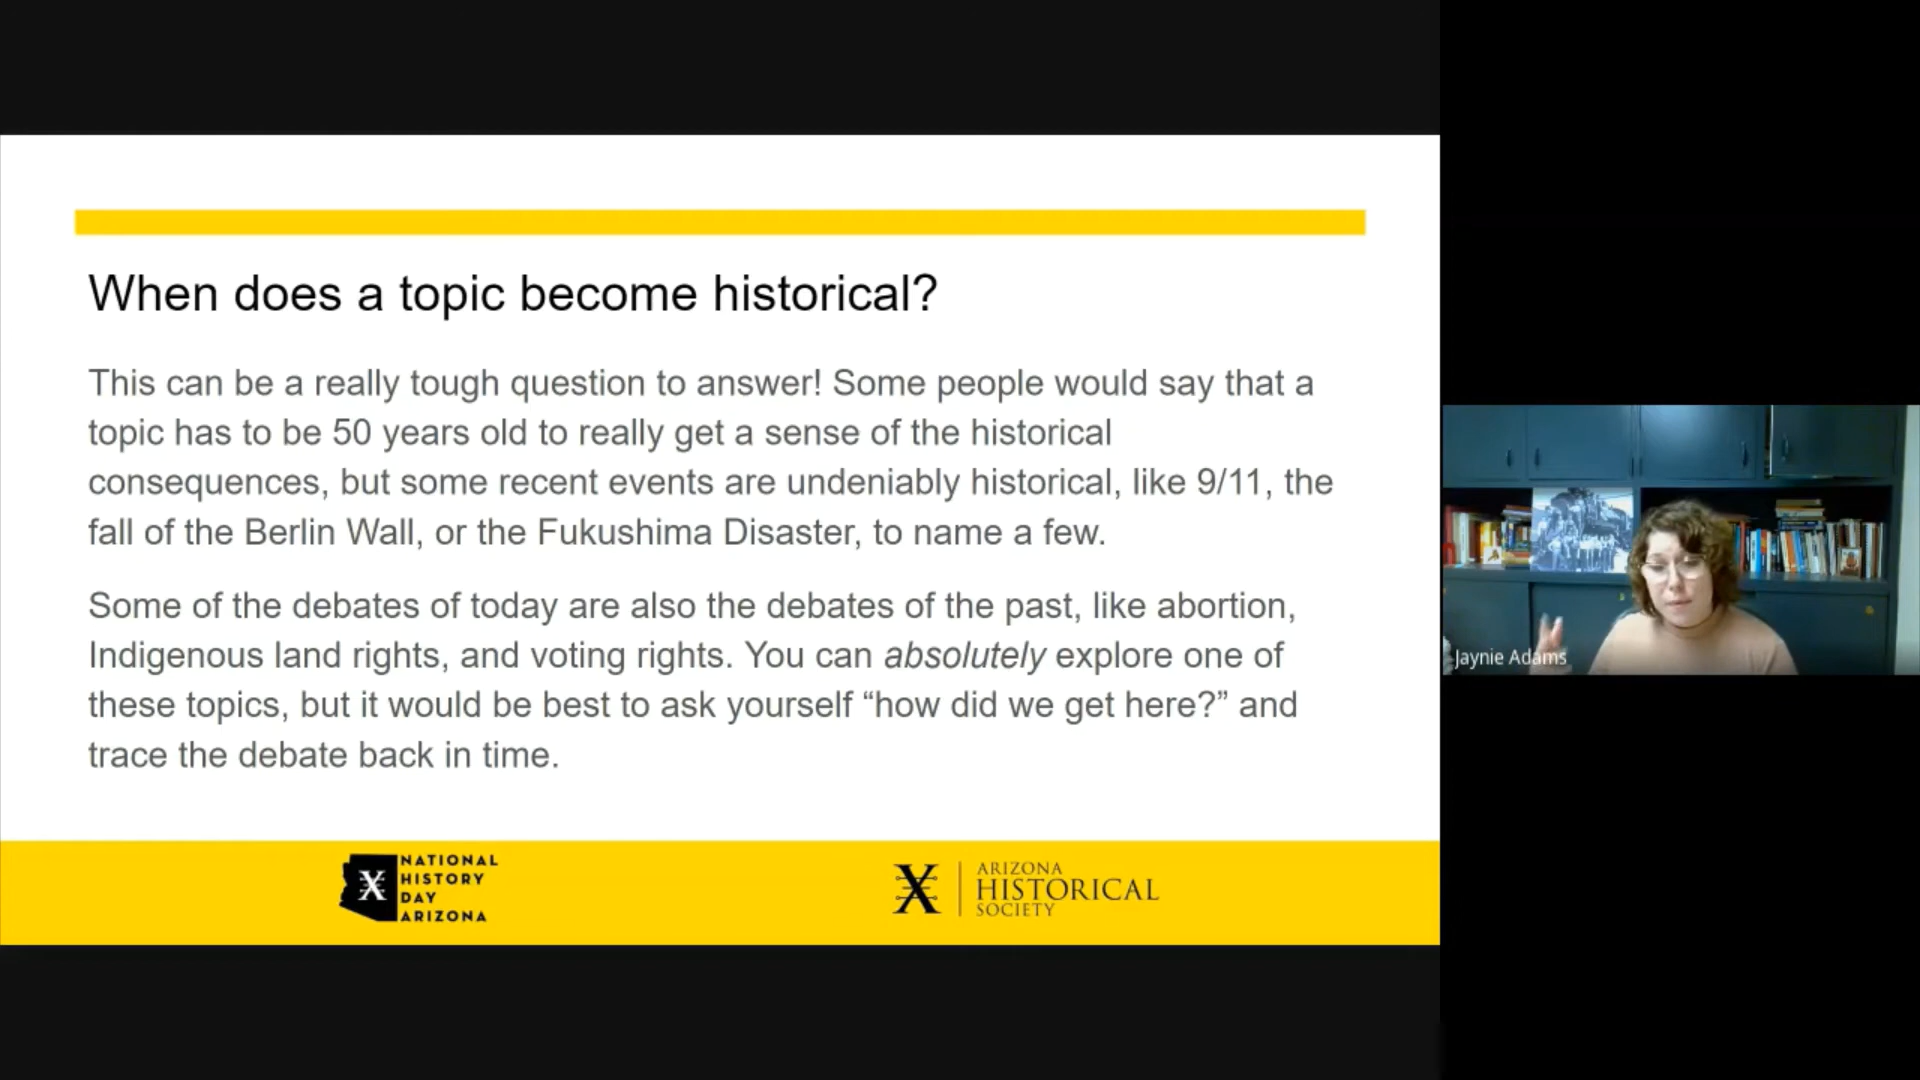 When does a topic become historical?
This can be a really tough question to answer! Some people would say that a
topic has to be 50 years old to really get a sense of the historical
consequences, but some recent events are undeniably historical, like 9/11, the
fall of the Berlin Wall, or the Fukushima Disaster, to name a few.
Some of the debates of today are also the debates of the past, like abortion,
Indigenous land rights, and voting rights. You can absolutely explore one of
these topics, but it would be best to ask yourself “how did we get here?” and
trace the debate back in time.
NATIONAL
HISTORY
DAY
ARIZONA
ARIZONA
HISTORICAL
SOCIETY
Jaynie Adams